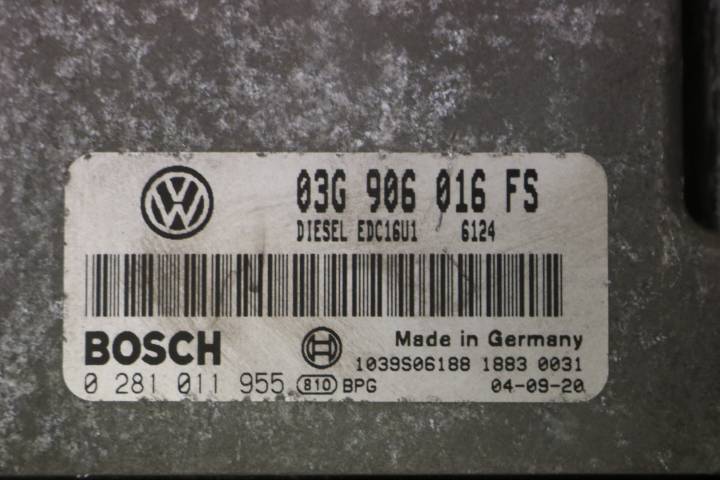 03G 906 016 FS
DIESEL EDC16U1 6124
BOSCH
Made in Germany
1039S06188 1883 0031
0 281 011 955 810 BPG 04-09-20